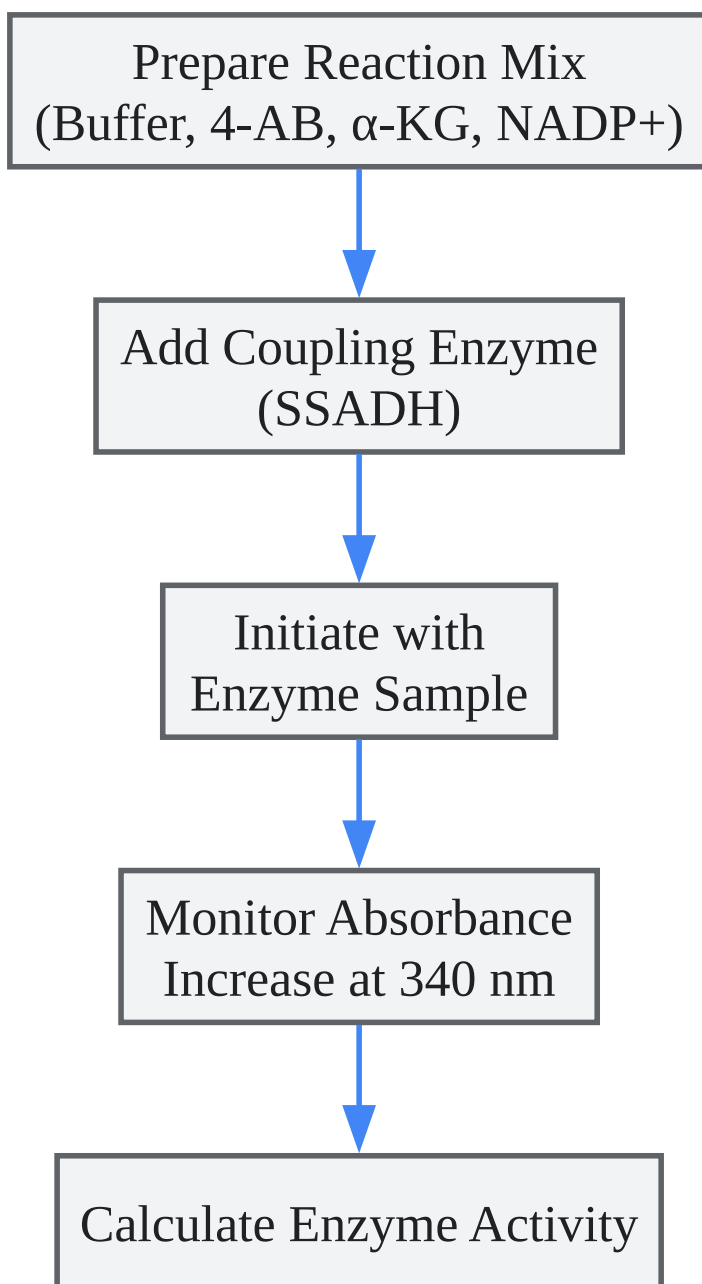 Prepare Reaction Mix
(Buffer, 4-AB, α-KG, NADP+)
Add Coupling Enzyme
(SSADH)
Initiate with
Enzyme Sample
Monitor Absorbance
Increase at 340 nm
Calculate Enzyme Activity